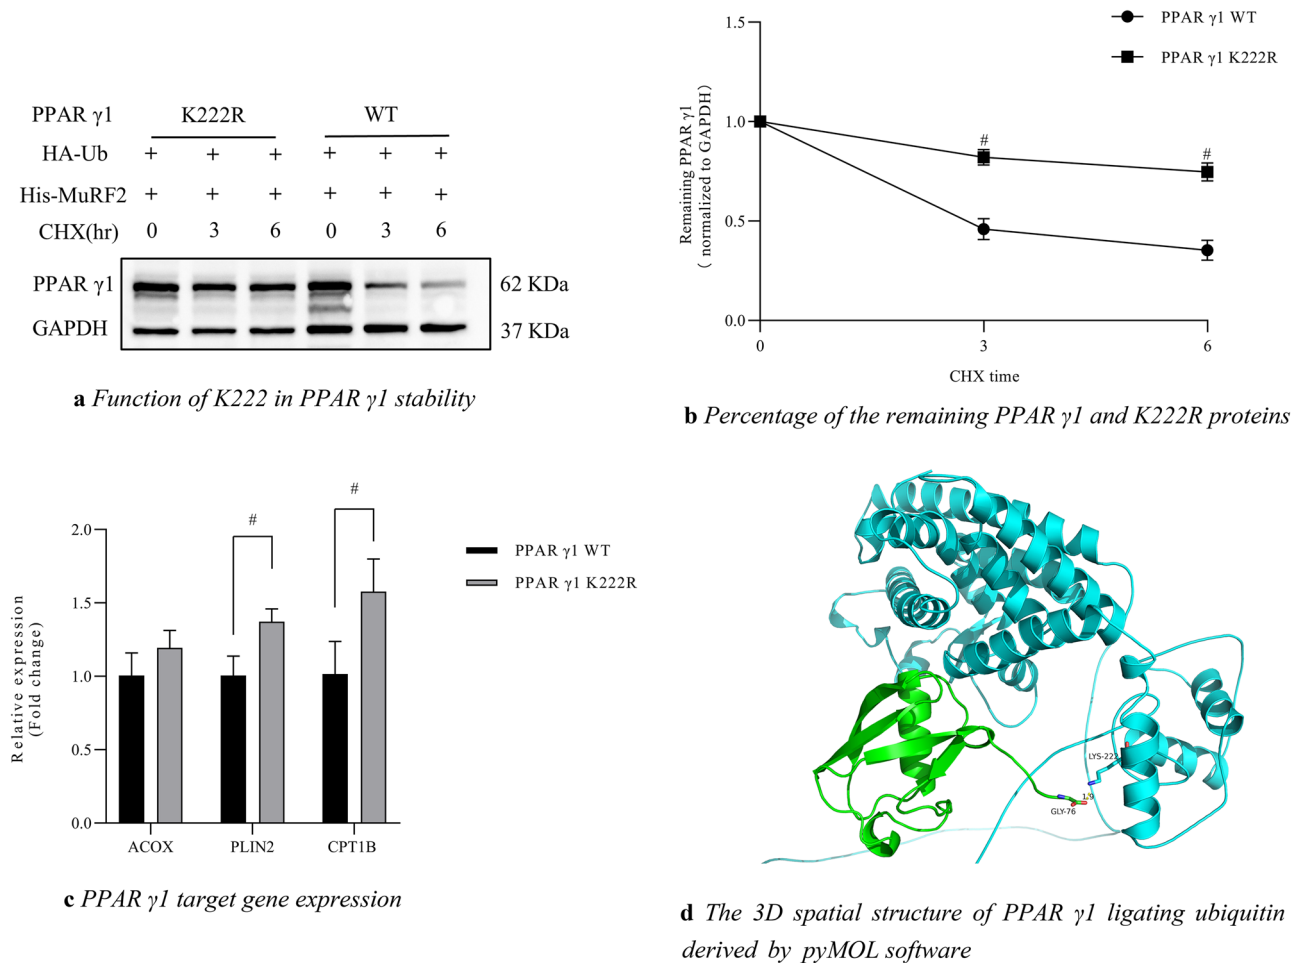 PPAR γ1 K222R WT
HA-Ub + + + + + +
His-MuRF2 + + + + + +
CHX(hr) 0 3 6 0 3 6
PPAR γ1 62 KDa
GAPDH 37 KDa
a Function of K222 in PPAR γ1 stability
PPAR γ1 WT
PPAR γ1 K222R
Remaining PPAR γ1
( normalized to GAPDH)
1.5
1.0
0.5
0.0
# #
0 3 6
CHX time
b Percentage of the remaining PPAR γ1 and K222R proteins
Relative expression
(Fold change)
2.0
1.5
1.0
0.5
0.0
# #
PPAR γ1 WT
PPAR γ1 K222R
ACOX PLIN2 CPT1B
c PPAR γ1 target gene expression
LYS-222
1.9
GLY-76
d The 3D spatial structure of PPAR γ1 ligating ubiquitin
derived by pyMOL software